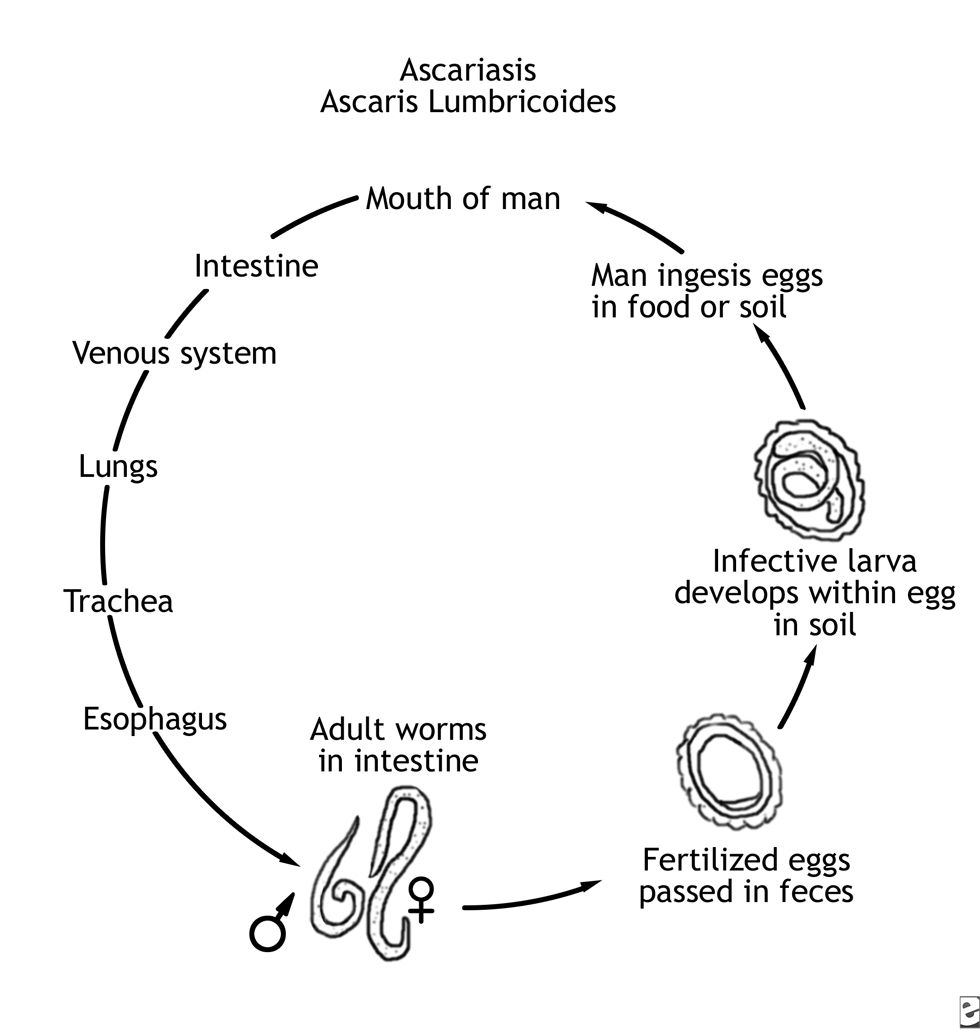 Ascariasis
Ascaris Lumbricoides
Mouth of man
Man ingesis eggs
in food or soil
Intestine
Venous system
Lungs
Trachea
Esophagus
Adult worms
in intestine
Fertilized eggs
passed in feces
Infective larva
develops within egg
in soil
e